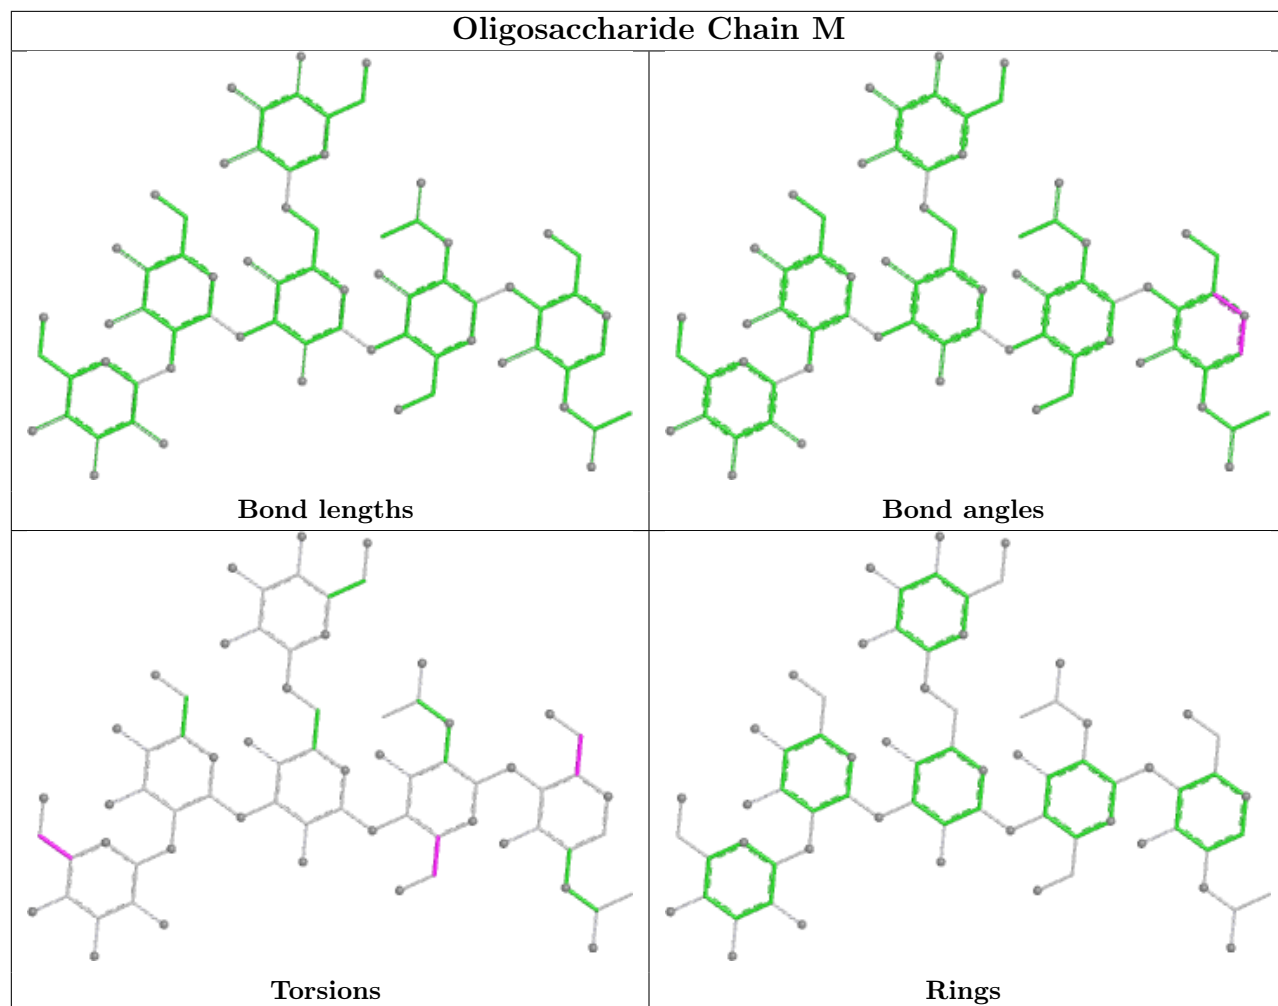 Oligosaccharide Chain M
Bond lengths
Bond angles
Torsions
Rings